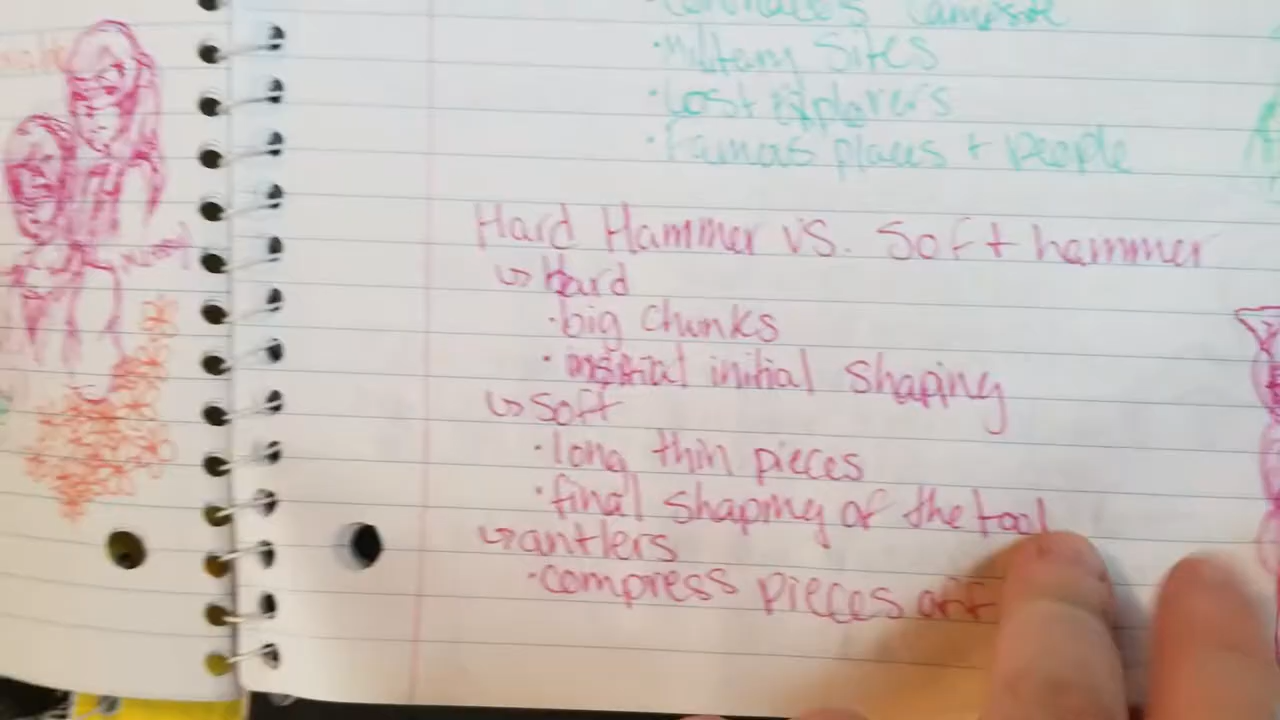 campsite
• Military Sites
• Lost Explorers
• Famous places + people
Hard Hammer vs. Soft hammer
↳ Hard
• big chunks
• initial shaping
↳ Soft
• long thin pieces
• final shaping of the tool
↳ antlers
• compress pieces off